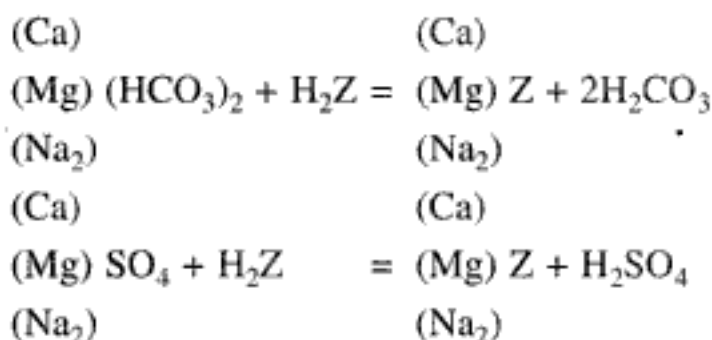 (Ca) (Ca)
(Mg) (HCO₃)₂ + H₂Z = (Mg) Z + 2H₂CO₃
(Na₂) (Na₂)
(Ca) (Ca)
(Mg) SO₄ + H₂Z = (Mg) Z + H₂SO₄
(Na₂) (Na₂)